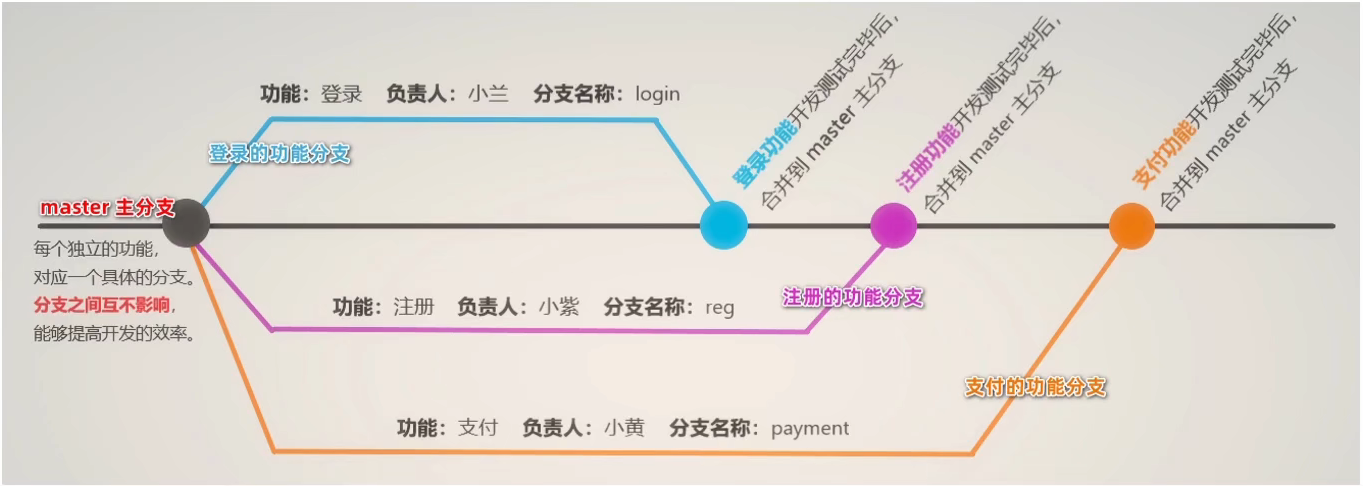 功能：登录 负责人：小兰 分支名称：login
登录的功能分支
登录功能开发测试完毕后，
合并到 master 主分支
注册功能开发测试完毕后，
合并到 master 主分支
支付功能开发测试完毕后，
合并到 master 主分支
master 主分支
每个独立的功能，
对应一个具体的分支。
分支之间互不影响，
能够提高开发的效率。
功能：注册 负责人：小紫 分支名称：reg
注册的功能分支
支付的功能分支
功能：支付 负责人：小黄 分支名称：payment